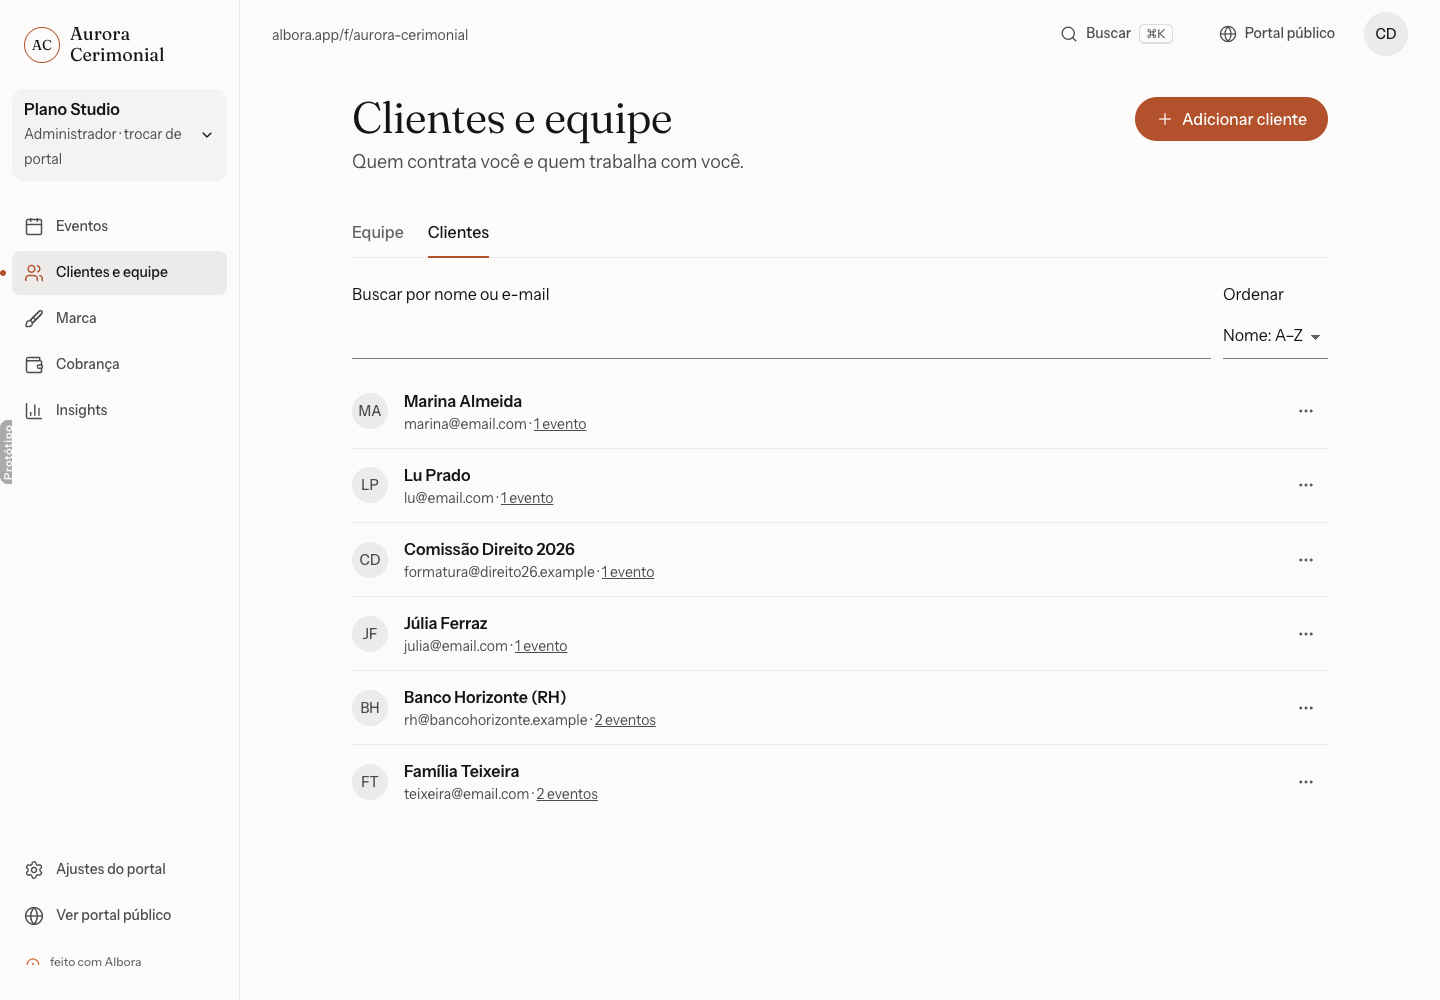 AC
Aurora
Cerimonial
Plano Studio
Administrador · trocar de
portal
Eventos
Clientes e equipe
Marca
Cobrança
Insights
Protótipo
Ajustes do portal
Ver portal público
feito com Albora
albora.app/f/aurora-cerimonial
Buscar ⌘K
Portal público
CD
Clientes e equipe
Quem contrata você e quem trabalha com você.
+ Adicionar cliente
Equipe Clientes
Buscar por nome ou e-mail
Ordenar
Nome: A–Z
MA
Marina Almeida
marina@email.com · 1 evento
LP
Lu Prado
lu@email.com · 1 evento
CD
Comissão Direito 2026
formatura@direito26.example · 1 evento
JF
Júlia Ferraz
julia@email.com · 1 evento
BH
Banco Horizonte (RH)
rh@bancohorizonte.example · 2 eventos
FT
Família Teixeira
teixeira@email.com · 2 eventos